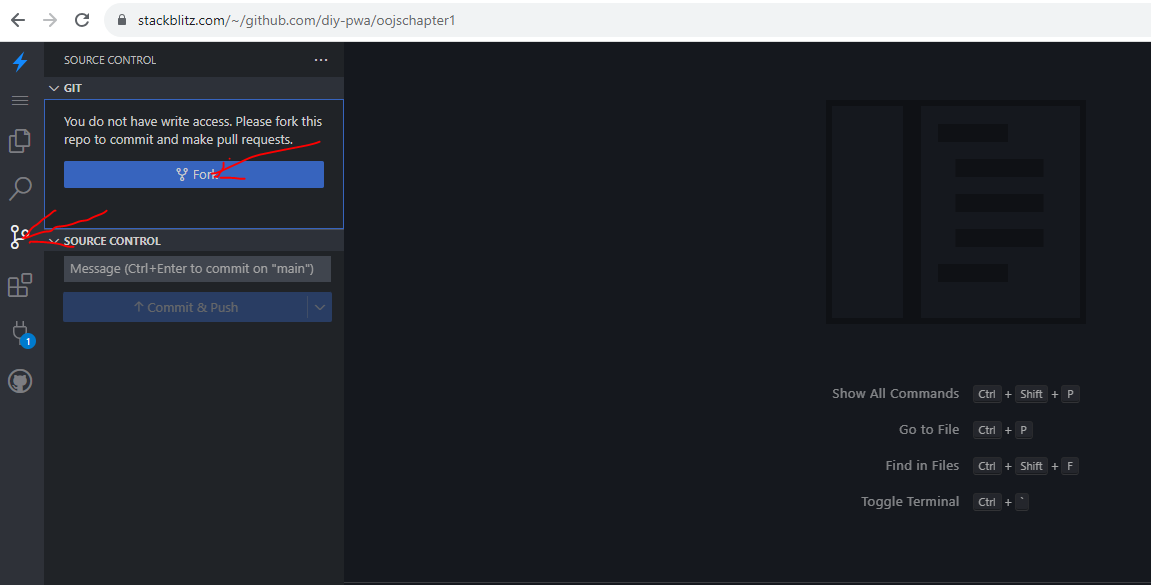 stackblitz.com/~/github.com/diy-pwa/oojschapter1
SOURCE CONTROL
GIT
You do not have write access. Please fork this
repo to commit and make pull requests.
Fork
SOURCE CONTROL
Message (Ctrl+Enter to commit on "main")
Commit & Push
1
Show All Commands Ctrl + Shift + P
Go to File Ctrl + P
Find in Files Ctrl + Shift + F
Toggle Terminal Ctrl + `